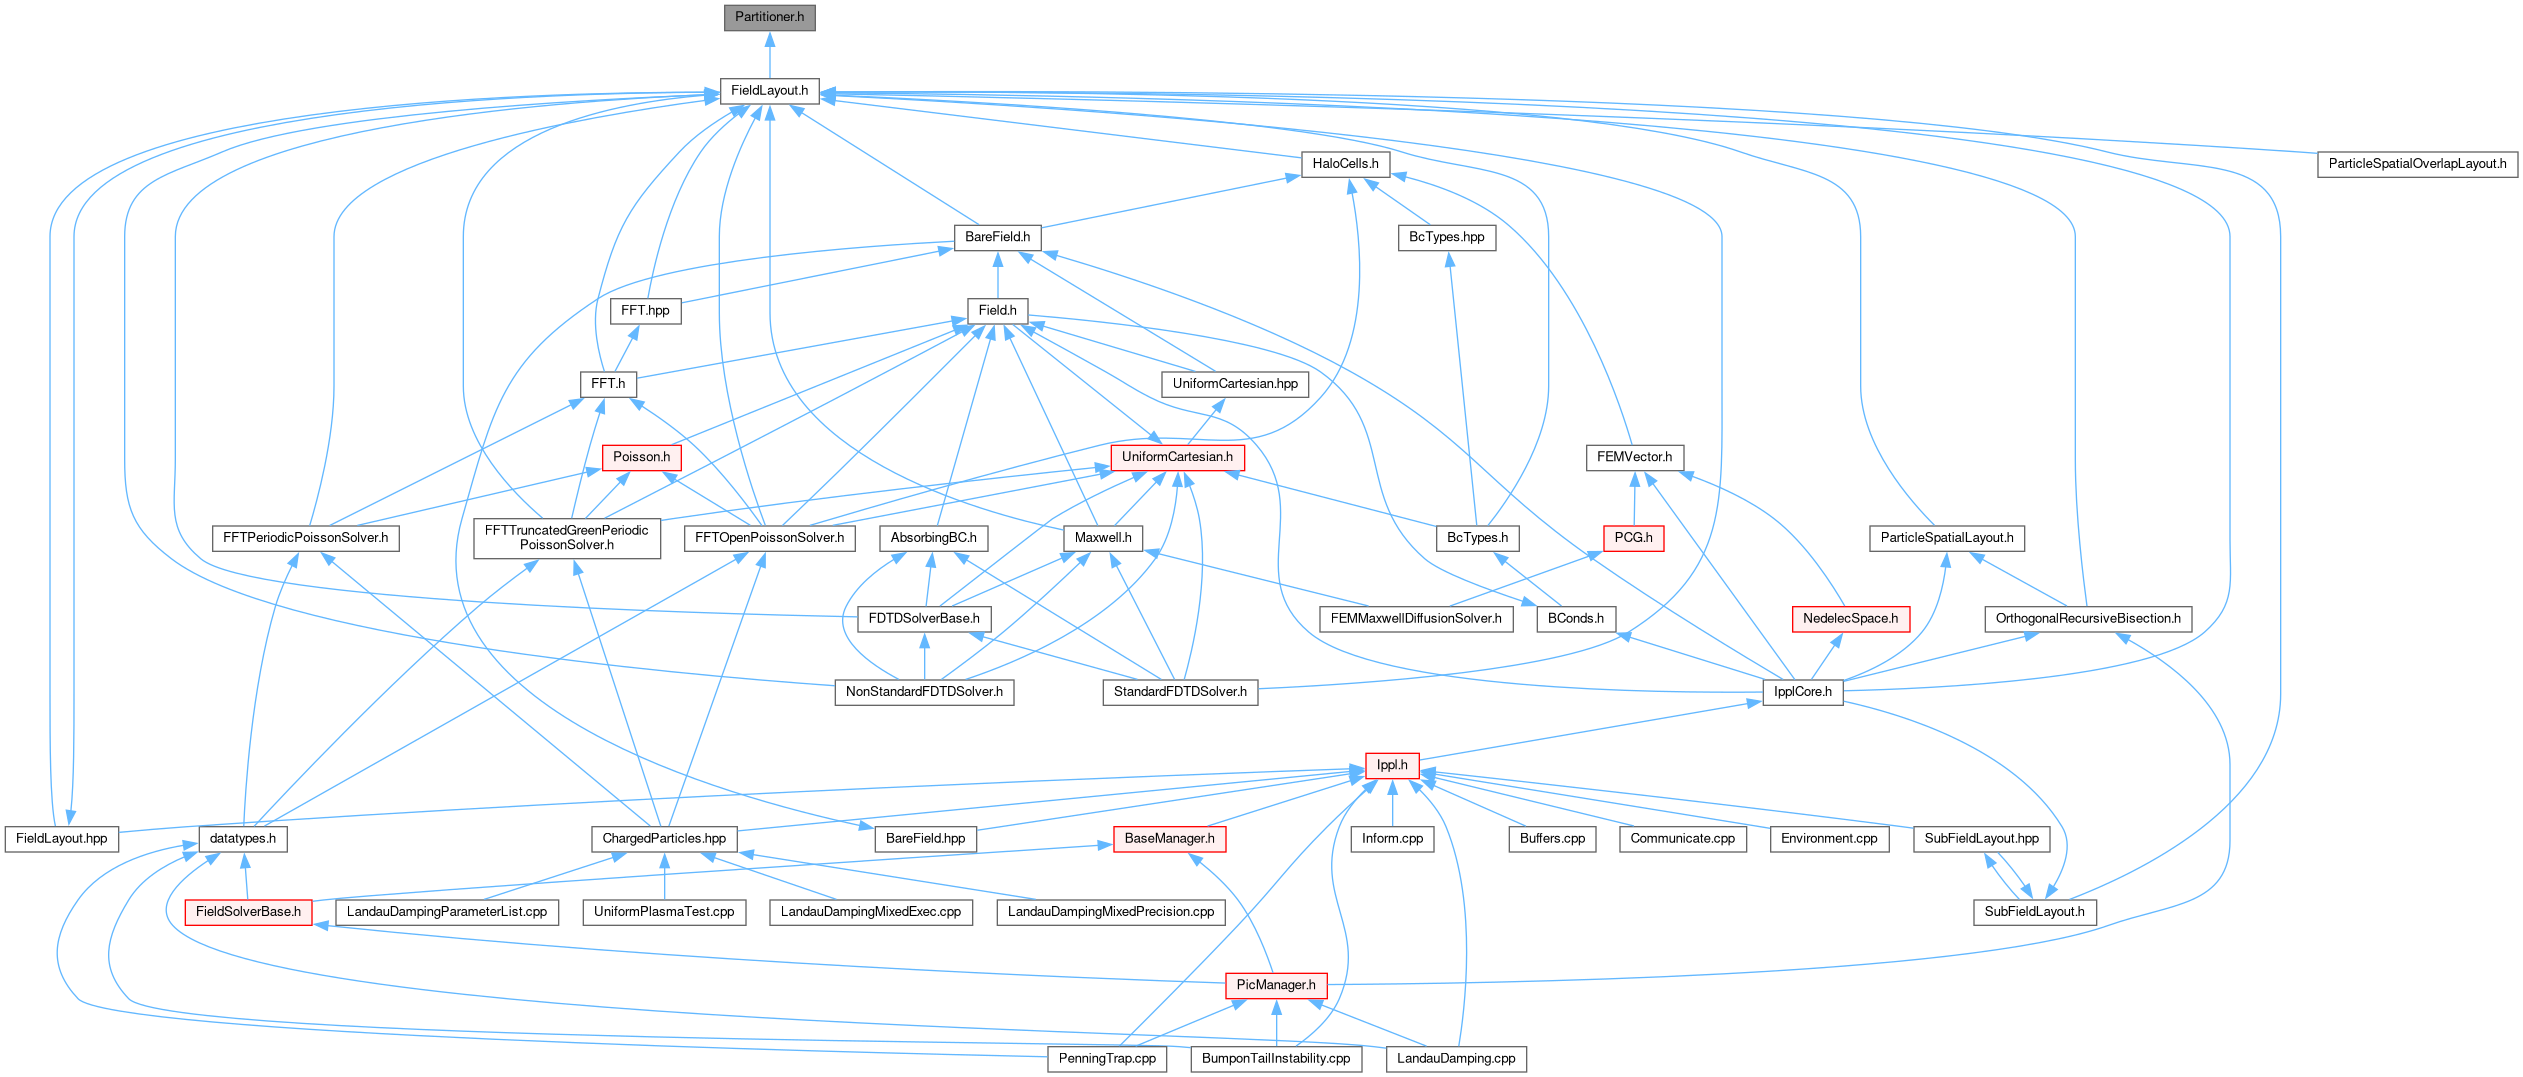 Partitioner.h
FieldLayout.h
HaloCells.h
ParticleSpatialOverlapLayout.h
BareField.h
BcTypes.hpp
FFT.hpp
Field.h
FFT.h
UniformCartesian.hpp
Poisson.h
UniformCartesian.h
FEMVector.h
FFTPeriodicPoissonSolver.h
FFTTruncatedGreenPeriodic
PoissonSolver.h
FFTOpenPoissonSolver.h
AbsorbingBC.h
Maxwell.h
BcTypes.h
PCG.h
ParticleSpatialLayout.h
FDTDSolverBase.h
FEMMaxwellDiffusionSolver.h
BConds.h
NedelecSpace.h
OrthogonalRecursiveBisection.h
NonStandardFDTDSolver.h
StandardFDTDSolver.h
IpplCore.h
Ippl.h
FieldLayout.hpp
datatypes.h
ChargedParticles.hpp
BareField.hpp
BaseManager.h
Inform.cpp
Buffers.cpp
Communicate.cpp
Environment.cpp
SubFieldLayout.hpp
FieldSolverBase.h
LandauDampingParameterList.cpp
UniformPlasmaTest.cpp
LandauDampingMixedExec.cpp
LandauDampingMixedPrecision.cpp
SubFieldLayout.h
PicManager.h
PenningTrap.cpp
BumponTailInstability.cpp
LandauDamping.cpp